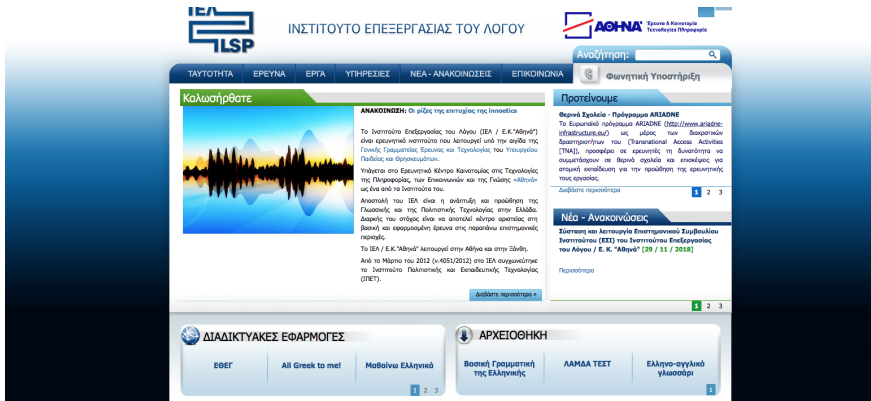 ΙΕΛ
ILSP
ΙΝΣΤΙΤΟΥΤΟ ΕΠΕΞΕΡΓΑΣΙΑΣ ΤΟΥ ΛΟΓΟΥ
ΑΘΗΝΑ
Έρευνα & Καινοτομία
Τεχνολογίες Πληροφορίας
Αναζήτηση:
ΤΑΥΤΟΤΗΤΑ ΕΡΕΥΝΑ ΕΡΓΑ ΥΠΗΡΕΣΙΕΣ ΝΕΑ - ΑΝΑΚΟΙΝΩΣΕΙΣ ΕΠΙΚΟΙΝΩΝΙΑ
Φωνητική Υποστήριξη
Καλωσήρθατε
ΑΝΑΚΟΙΝΩΣΗ: Οι ρίζες της επιτυχίας της innoetics
Το Ινστιτούτο Επεξεργασίας του Λόγου (ΙΕΛ / Ε.Κ."Αθηνά")
είναι ερευνητικό ινστιτούτο που λειτουργεί υπό την αιγίδα της
Γενικής Γραμματείας Έρευνας και Τεχνολογίας του Υπουργείου
Παιδείας και Θρησκευμάτων.
Υπάγεται στο Ερευνητικό Κέντρο Καινοτομίας στις Τεχνολογίες
της Πληροφορίας, των Επικοινωνιών και της Γνώσης «Αθηνά»
ως ένα από τα Ινστιτούτα του.
Αποστολή του ΙΕΛ είναι η ανάπτυξη και προώθηση της
Γλωσσικής και της Πολιτιστικής Τεχνολογίας στην Ελλάδα.
Διαρκής του στόχος είναι να αποτελεί κέντρο αριστείας στη
βασική και εφαρμοσμένη έρευνα στις παραπάνω επιστημονικές
περιοχές.
Το ΙΕΛ / Ε.Κ."Αθηνά" λειτουργεί στην Αθήνα και στην Ξάνθη.
Από το Μάρτιο του 2012 (ν.4051/2012) στο ΙΕΛ συγχωνεύτηκε
το Ινστιτούτο Πολιτιστικής και Εκπαιδευτικής Τεχνολογίας
(ΙΠΕΤ).
Διαβάστε περισσότερο »
Προτείνουμε
Θερινά Σχολεία - Πρόγραμμα ARIADNE
Το Ευρωπαϊκό πρόγραμμα ARIADNE (http://www.ariadne-
infrastructure.eu/) ως μέρος των διακρατικών
δραστηριοτήτων του (Transnational Access Activities
[TNA]), προσφέρει σε ερευνητές τη δυνατότητα να
συμμετάσχουν σε θερινά σχολεία και επισκέψεις για
ατομική εκπαίδευση για την προώθηση της ερευνητικής
τους εργασίας.
Διαβάστε περισσότερα
1 2 3
Νέα - Ανακοινώσεις
Σύσταση και λειτουργία Επιστημονικού Συμβουλίου
Ινστιτούτου (ΕΣΙ) του Ινστιτούτου Επεξεργασίας
του Λόγου / Ε. Κ. "Αθηνά" [29 / 11 / 2018]
Περισσότερα
1 2 3
ΔΙΑΔΙΚΤΥΑΚΕΣ ΕΦΑΡΜΟΓΕΣ
ΕΘΕΓ All Greek to me! Μαθαίνω Ελληνικά
1 2 3
ΑΡΧΕΙΟΘΗΚΗ
Βασική Γραμματική
της Ελληνικής
ΛΑΜΔΑ ΤΕΣΤ
Ελληνο-αγγλικό
γλωσσάρι
1